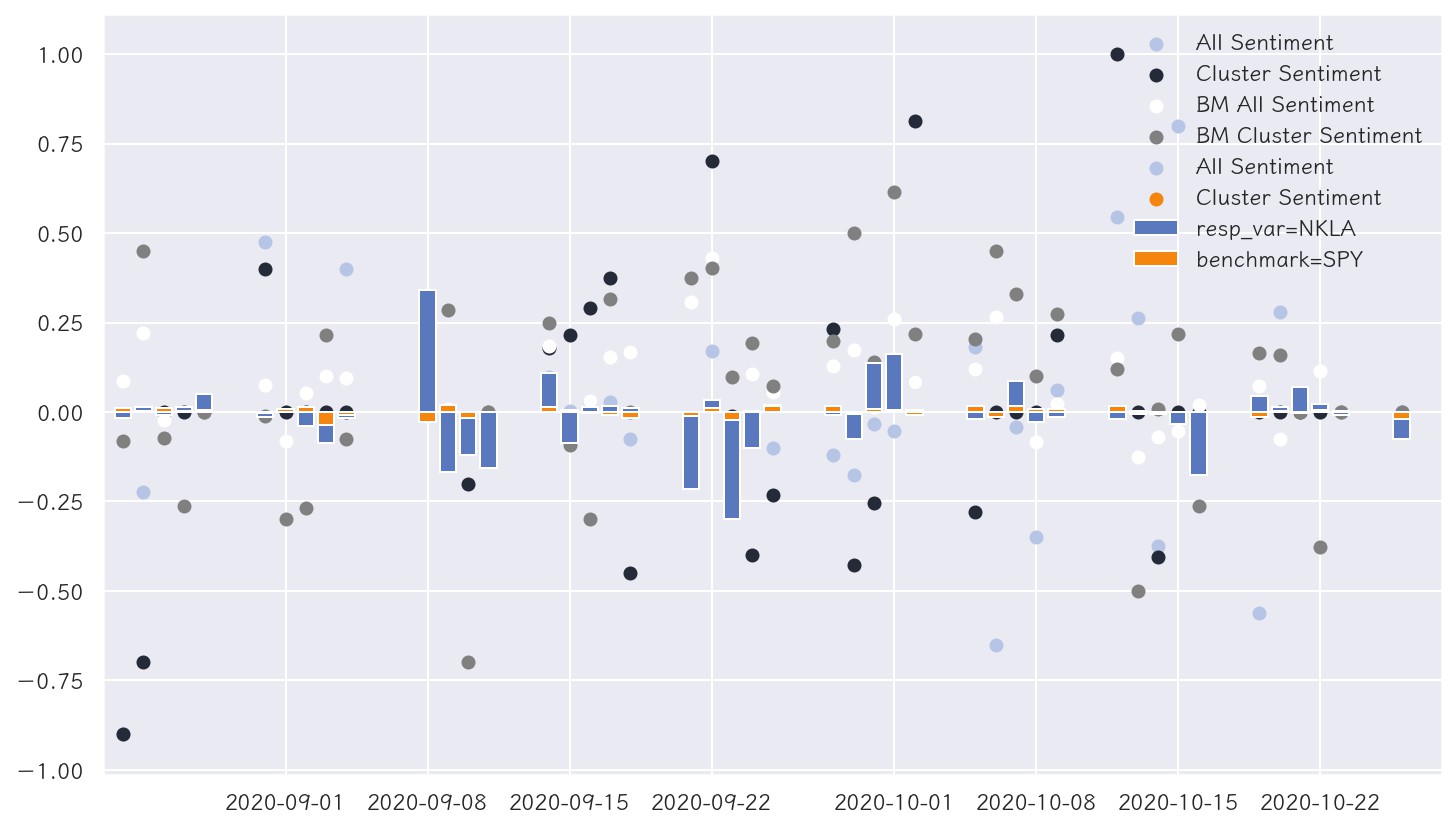 1.00
0.75
0.50
0.25
0.00
−0.25
−0.50
−0.75
−1.00
All Sentiment
Cluster Sentiment
BM All Sentiment
BM Cluster Sentiment
All Sentiment
Cluster Sentiment
resp_var=NKLA
benchmark=SPY
2020-09-01 2020-09-08 2020-09-15 2020-09-22 2020-10-01 2020-10-08 2020-10-15 2020-10-22